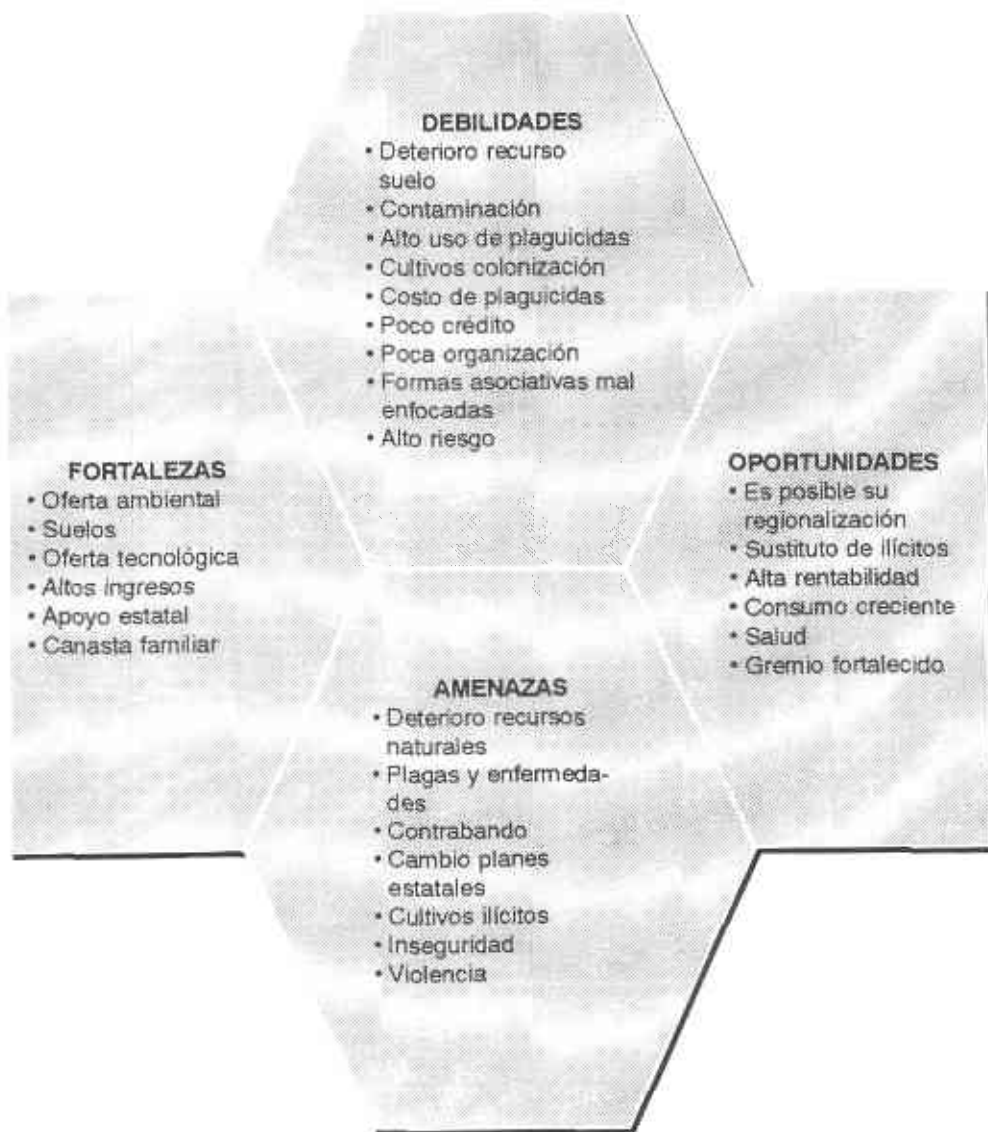 DEBILIDADES
• Deterioro recurso
suelo
• Contaminación
• Alto uso de plaguicidas
• Cultivos colonización
• Costo de plaguicidas
• Poco crédito
• Poca organización
• Formas asociativas mal
enfocadas
• Alto riesgo
FORTALEZAS
• Oferta ambiental
• Suelos
• Oferta tecnológica
• Altos ingresos
• Apoyo estatal
• Canasta familiar
OPORTUNIDADES
• Es posible su
regionalización
• Sustituto de ilícitos
• Alta rentabilidad
• Consumo creciente
• Salud
• Gremio fortalecido
AMENAZAS
• Deterioro recursos
naturales
• Plagas y enfermeda-
des
• Contrabando
• Cambio planes
estatales
• Cultivos ilícitos
• Inseguridad
• Violencia